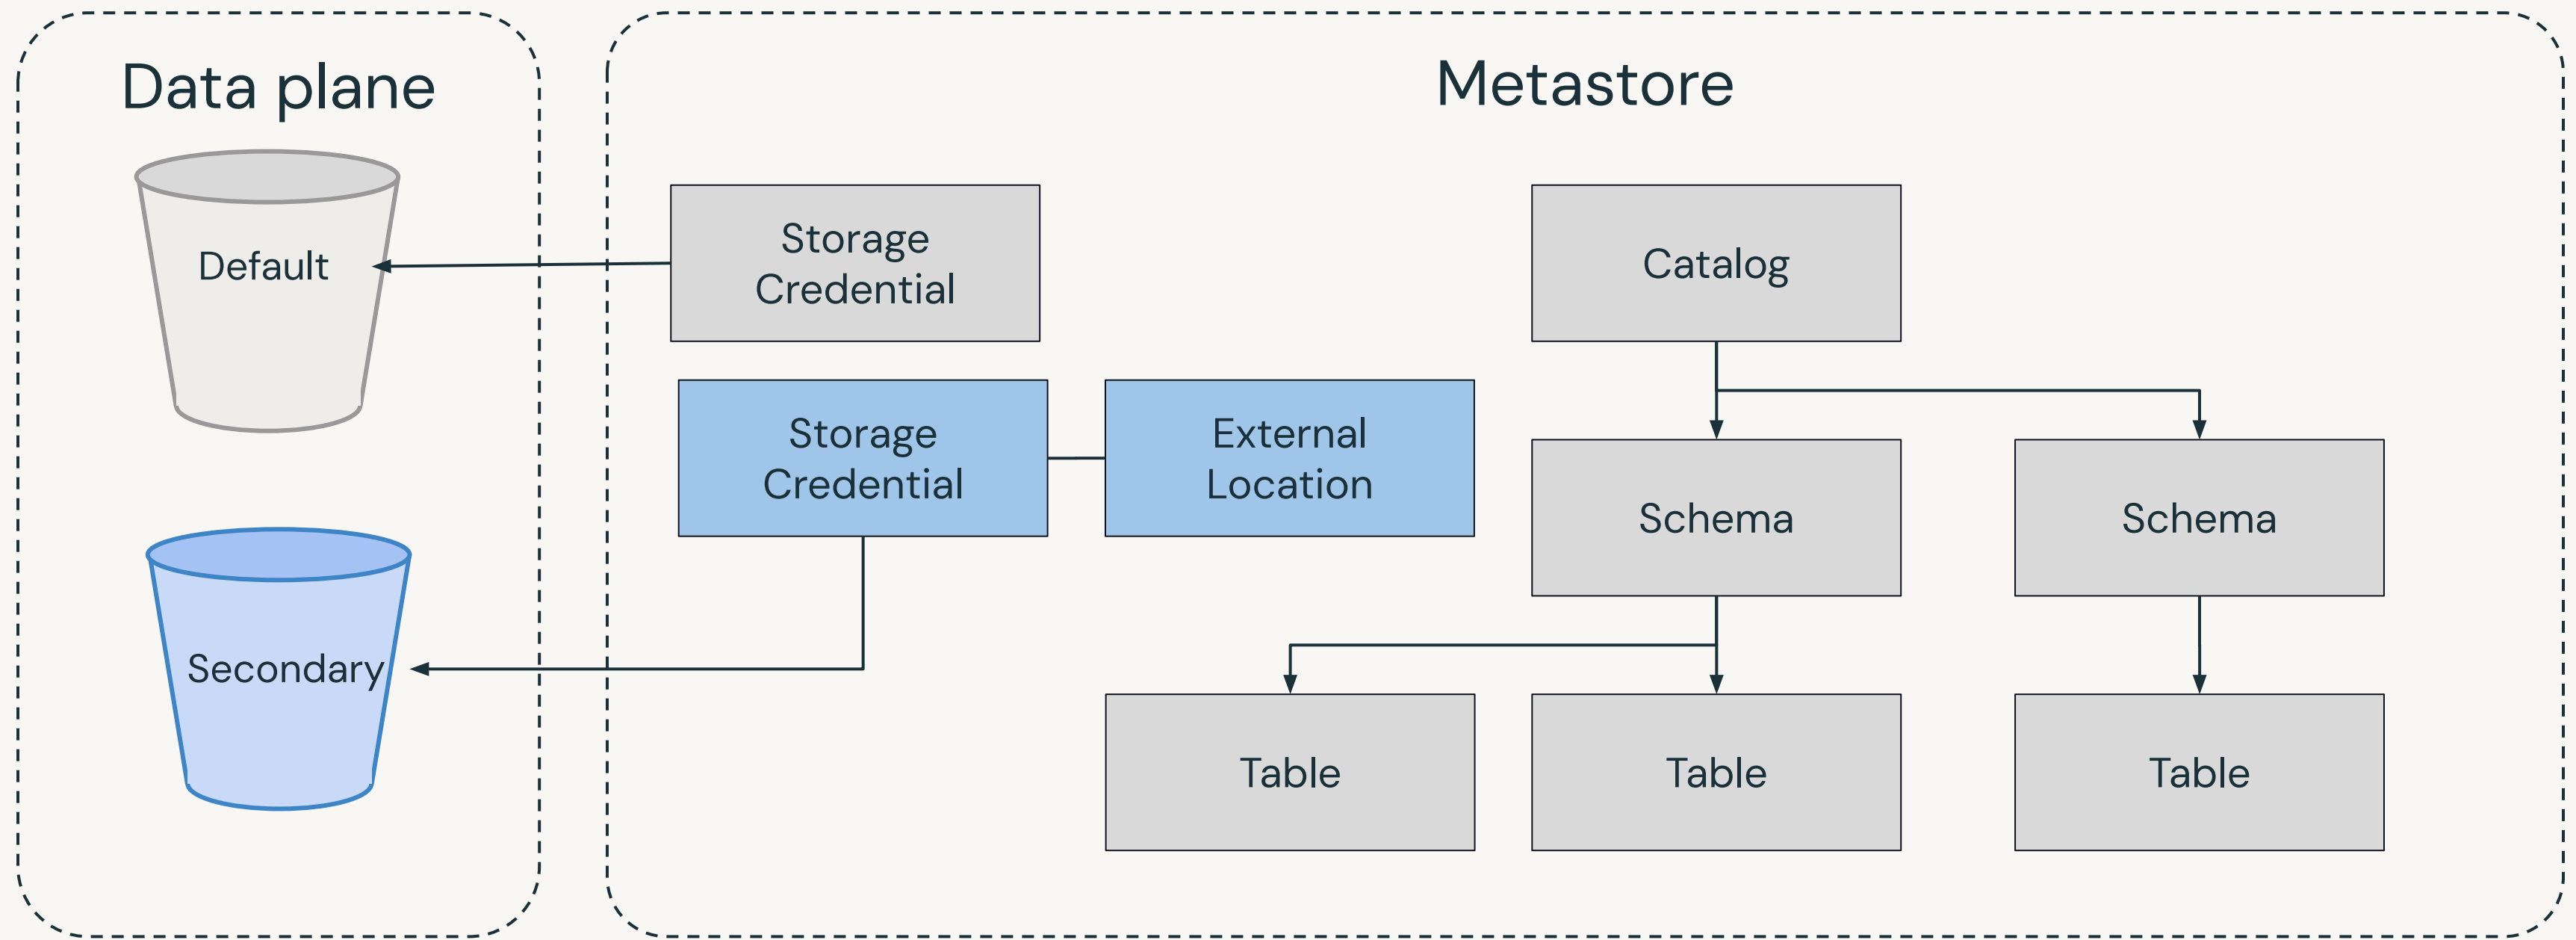 Data plane
Metastore
Default
Storage
Credential
Catalog
Storage
Credential
External
Location
Schema
Schema
Secondary
Table
Table
Table